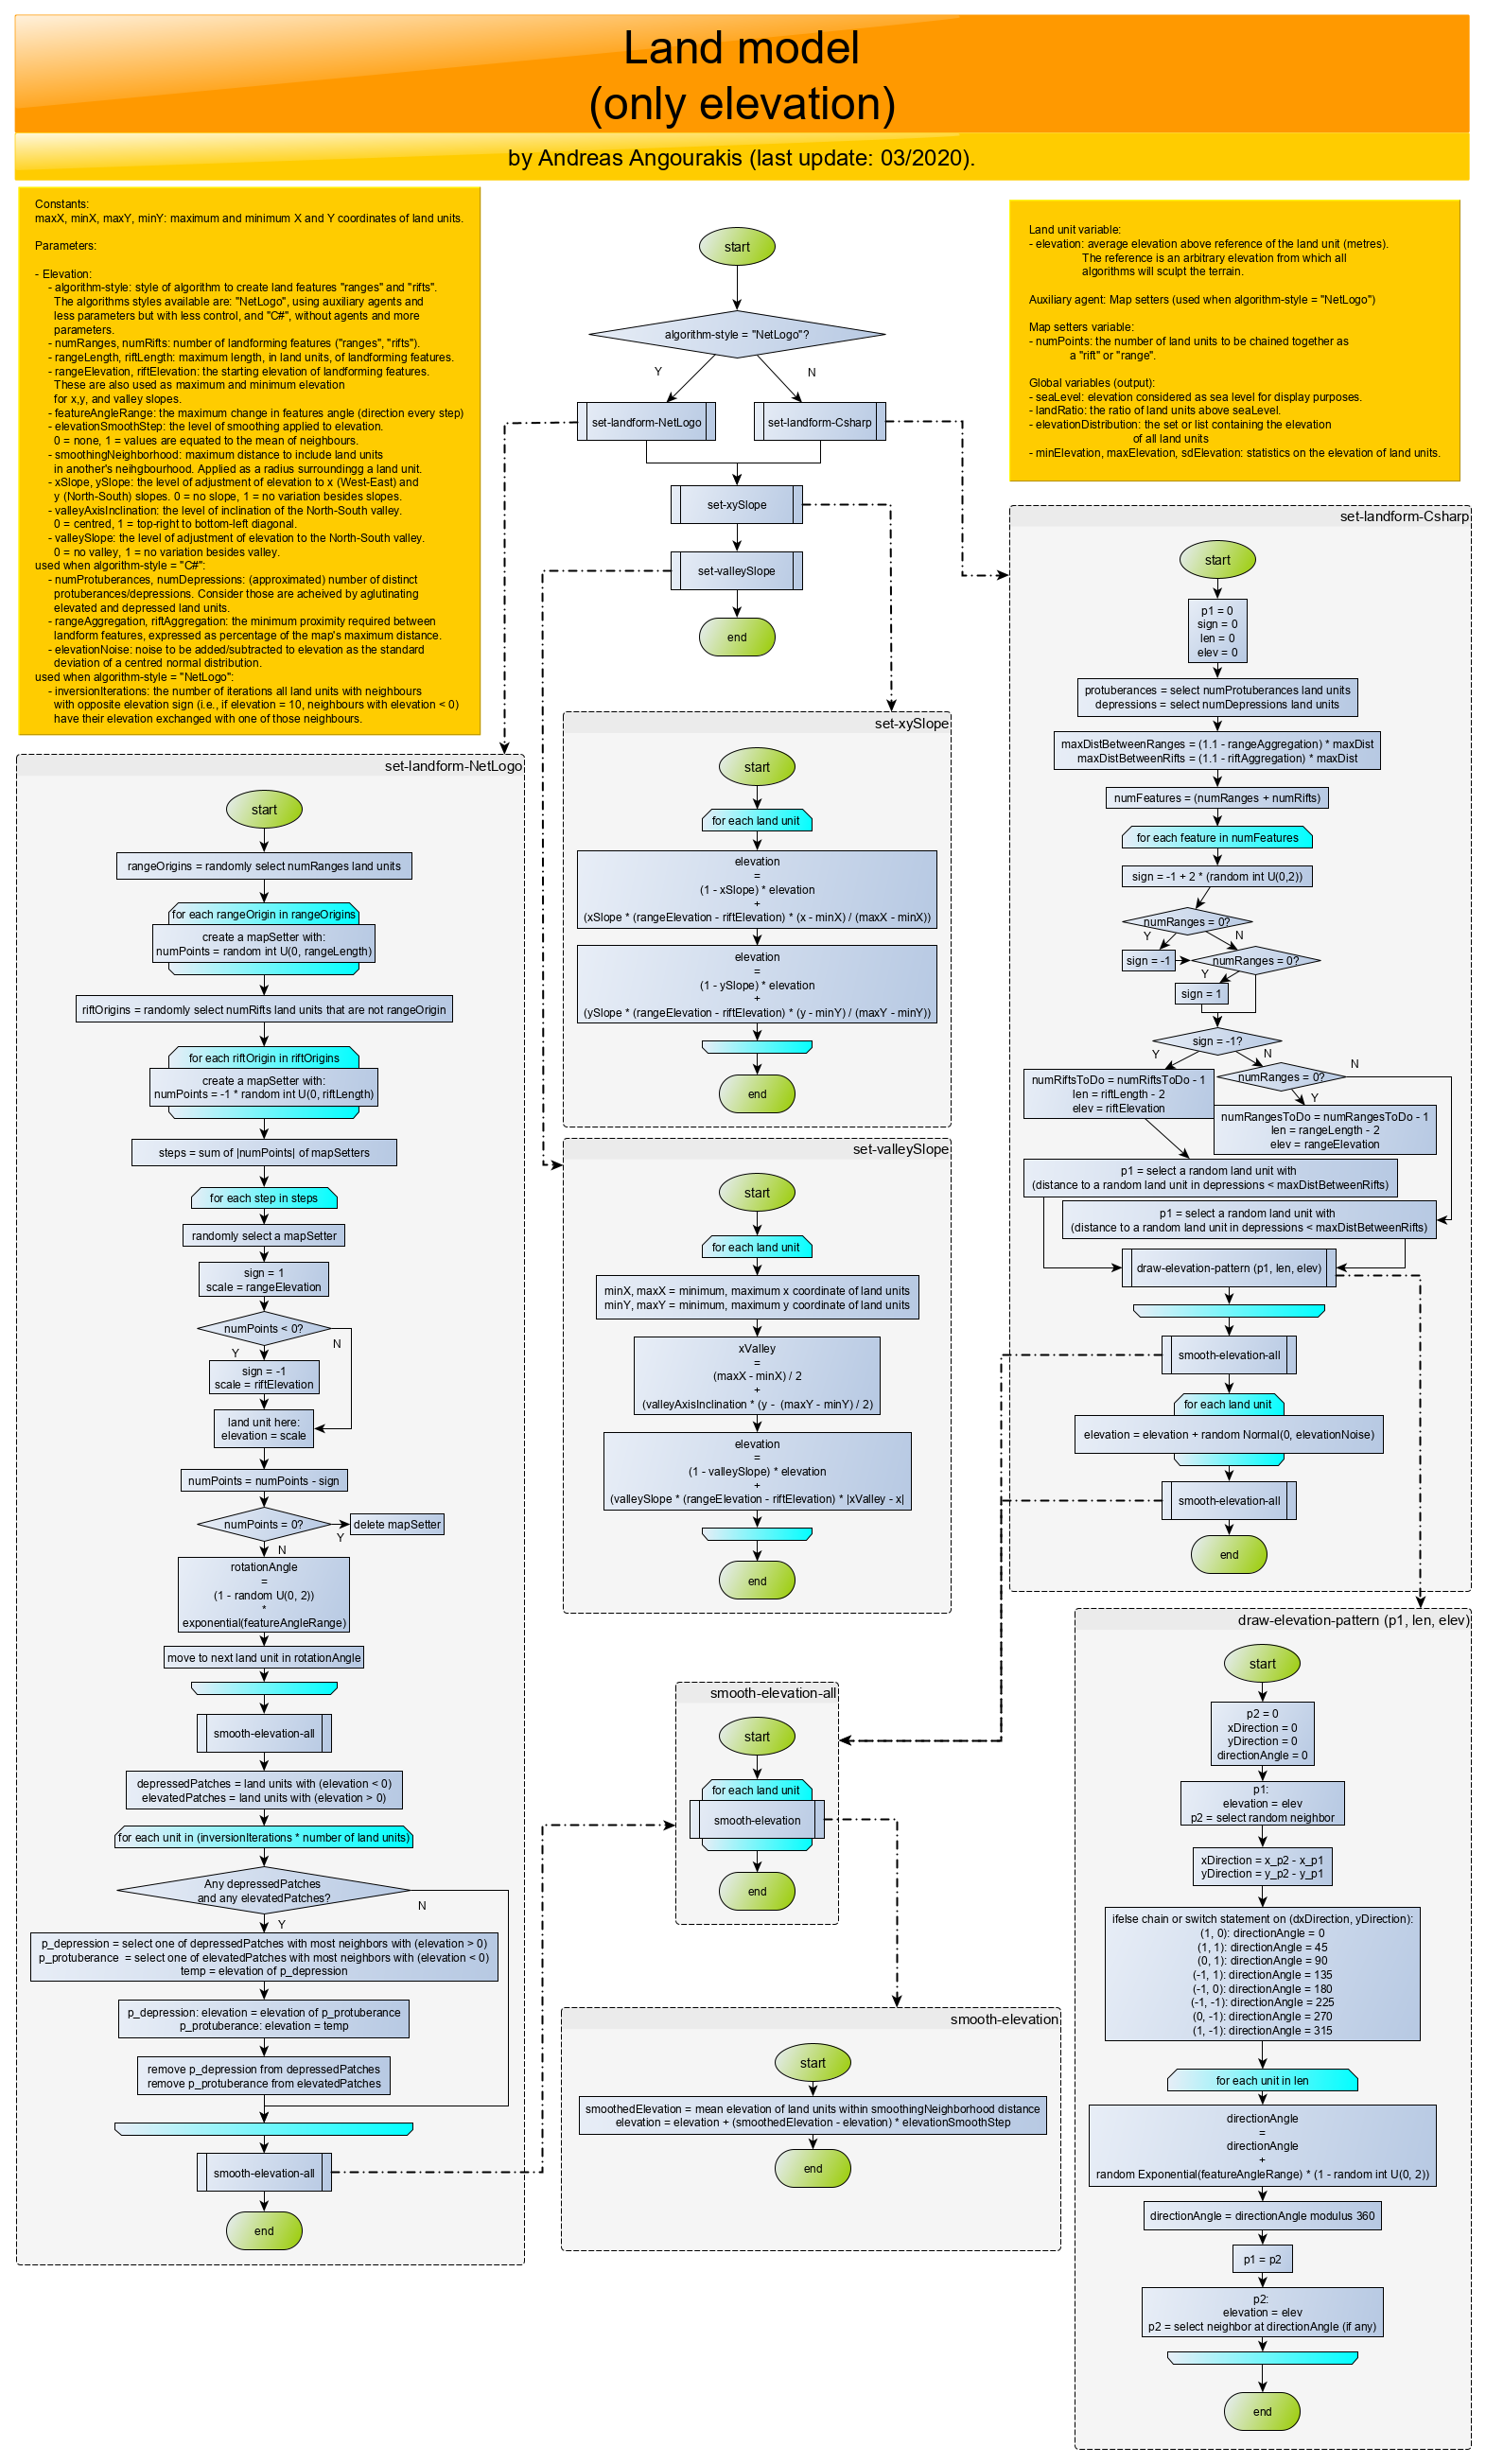 Land model
(only elevation)
by Andreas Angourakis (last update: 03/2020).
Constants:
maxX, minX, maxY, minY: maximum and minimum X and Y coordinates of land units.
Parameters:
- Elevation:
- algorithm-style: style of algorithm to create land features "ranges" and "rifts".
The algorithms styles available are: "NetLogo", using auxiliary agents and
less parameters but with less control, and "C#", without agents and more
parameters.
- numRanges, numRifts: number of landforming features ("ranges", "rifts").
- rangeLength, riftLength: maximum length, in land units, of landforming features.
- rangeElevation, riftElevation: the starting elevation of landforming features.
These are also used as maximum and minimum elevation
for x,y, and valley slopes.
- featureAngleRange: the maximum change in features angle (direction every step)
- elevationSmoothStep: the level of smoothing applied to elevation.
0 = none, 1 = values are equated to the mean of neighbours.
- smoothingNeighborhood: maximum distance to include land units
in another's neihgbourhood. Applied as a radius surroundingg a land unit.
- xSlope, ySlope: the level of adjustment of elevation to x (West-East) and
y (North-South) slopes. 0 = no slope, 1 = no variation besides slopes.
- valleyAxisInclination: the level of inclination of the North-South valley.
0 = centred, 1 = top-right to bottom-left diagonal.
- valleySlope: the level of adjustment of elevation to the North-South valley.
0 = no valley, 1 = no variation besides valley.
used when algorithm-style = "C#":
- numProtuberances, numDepressions: (approximated) number of distinct
protuberances/depressions. Consider those are acheived by aglutinating
elevated and depressed land units.
- rangeAggregation, riftAggregation: the minimum proximity required between
landform features, expressed as percentage of the map's maximum distance.
- elevationNoise: noise to be added/subtracted to elevation as the standard
deviation of a centred normal distribution.
used when algorithm-style = "NetLogo":
- inversionIterations: the number of iterations all land units with neighbours
with opposite elevation sign (i.e., if elevation = 10, neighbours with elevation < 0)
have their elevation exchanged with one of those neighbours.
start
algorithm-style = "NetLogo"?
Y
N
set-landform-NetLogo
set-landform-Csharp
set-xySlope
set-valleySlope
end
Land unit variable:
- elevation: average elevation above reference of the land unit (metres).
The reference is an arbitrary elevation from which all
algorithms will sculpt the terrain.
Auxiliary agent: Map setters (used when algorithm-style = "NetLogo")
Map setters variable:
- numPoints: the number of land units to be chained together as
a "rift" or "range".
Global variables (output):
- seaLevel: elevation considered as sea level for display purposes.
- landRatio: the ratio of land units above seaLevel.
- elevationDistribution: the set or list containing the elevation
of all land units
- minElevation, maxElevation, sdElevation: statistics on the elevation of land units.
set-landform-NetLogo
start
rangeOrigins = randomly select numRanges land units
for each rangeOrigin in rangeOrigins
create a mapSetter with:
numPoints = random int U(0, rangeLength)
riftOrigins = randomly select numRifts land units that are not rangeOrigin
for each riftOrigin in riftOrigins
create a mapSetter with:
numPoints = -1 * random int U(0, riftLength)
steps = sum of |numPoints| of mapSetters
for each step in steps
randomly select a mapSetter
sign = 1
scale = rangeElevation
numPoints < 0?
N
Y
sign = -1
scale = riftElevation
land unit here:
elevation = scale
numPoints = numPoints - sign
numPoints = 0?
Y
delete mapSetter
N
rotationAngle
=
(1 - random U(0, 2))
*
exponential(featureAngleRange)
move to next land unit in rotationAngle
smooth-elevation-all
depressedPatches = land units with (elevation < 0)
elevatedPatches = land units with (elevation > 0)
for each unit in (inversionIterations * number of land units)
Any depressedPatches
and any elevatedPatches?
N
Y
p_depression = select one of depressedPatches with most neighbors with (elevation > 0)
p_protuberance = select one of elevatedPatches with most neighbors with (elevation < 0)
temp = elevation of p_depression
p_depression: elevation = elevation of p_protuberance
p_protuberance: elevation = temp
remove p_depression from depressedPatches
remove p_protuberance from elevatedPatches
smooth-elevation-all
end
set-xySlope
start
for each land unit
elevation
=
(1 - xSlope) * elevation
+
(xSlope * (rangeElevation - riftElevation) * (x - minX) / (maxX - minX))
elevation
=
(1 - ySlope) * elevation
+
(ySlope * (rangeElevation - riftElevation) * (y - minY) / (maxY - minY))
end
set-valleySlope
start
for each land unit
minX, maxX = minimum, maximum x coordinate of land units
minY, maxY = minimum, maximum y coordinate of land units
xValley
=
(maxX - minX) / 2
+
(valleyAxisInclination * (y - (maxY - minY) / 2)
elevation
=
(1 - valleySlope) * elevation
+
(valleySlope * (rangeElevation - riftElevation) * |xValley - x|
end
smooth-elevation-all
start
for each land unit
smooth-elevation
end
smooth-elevation
start
smoothedElevation = mean elevation of land units within smoothingNeighborhood distance
elevation = elevation + (smoothedElevation - elevation) * elevationSmoothStep
end
set-landform-Csharp
start
p1 = 0
sign = 0
len = 0
elev = 0
protuberances = select numProtuberances land units
depressions = select numDepressions land units
maxDistBetweenRanges = (1.1 - rangeAggregation) * maxDist
maxDistBetweenRifts = (1.1 - riftAggregation) * maxDist
numFeatures = (numRanges + numRifts)
for each feature in numFeatures
sign = -1 + 2 * (random int U(0,2))
numRanges = 0?
Y
N
sign = -1
numRanges = 0?
Y
sign = 1
sign = -1?
Y
N
numRanges = 0?
N
Y
numRiftsToDo = numRiftsToDo - 1
len = riftLength - 2
elev = riftElevation
numRangesToDo = numRangesToDo - 1
len = rangeLength - 2
elev = rangeElevation
p1 = select a random land unit with
(distance to a random land unit in depressions < maxDistBetweenRifts)
p1 = select a random land unit with
(distance to a random land unit in depressions < maxDistBetweenRifts)
draw-elevation-pattern (p1, len, elev)
smooth-elevation-all
for each land unit
elevation = elevation + random Normal(0, elevationNoise)
smooth-elevation-all
end
draw-elevation-pattern (p1, len, elev)
start
p2 = 0
xDirection = 0
yDirection = 0
directionAngle = 0
p1:
elevation = elev
p2 = select random neighbor
xDirection = x_p2 - x_p1
yDirection = y_p2 - y_p1
ifelse chain or switch statement on (dxDirection, yDirection):
(1, 0): directionAngle = 0
(1, 1): directionAngle = 45
(0, 1): directionAngle = 90
(-1, 1): directionAngle = 135
(-1, 0): directionAngle = 180
(-1, -1): directionAngle = 225
(0, -1): directionAngle = 270
(1, -1): directionAngle = 315
for each unit in len
directionAngle
=
directionAngle
+
random Exponential(featureAngleRange) * (1 - random int U(0, 2))
directionAngle = directionAngle modulus 360
p1 = p2
p2:
elevation = elev
p2 = select neighbor at directionAngle (if any)
end